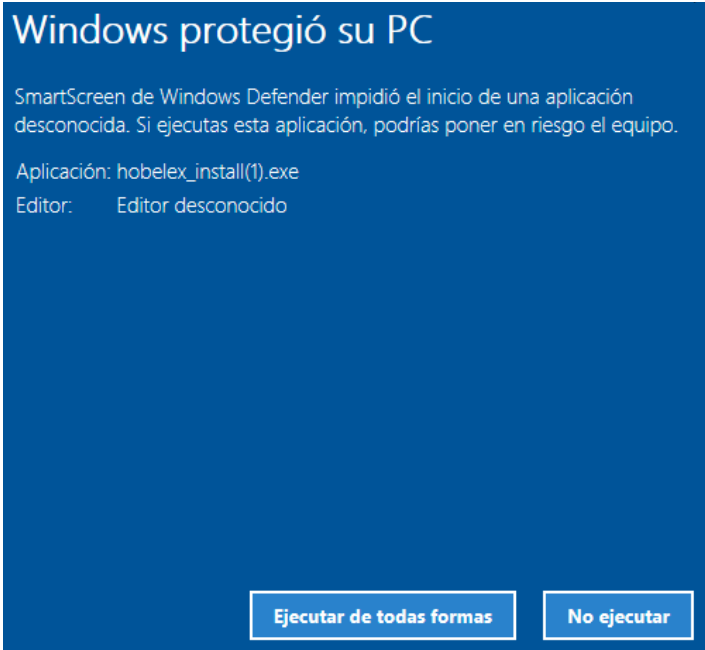 Windows protegió su PC
SmartScreen de Windows Defender impidió el inicio de una aplicación
desconocida. Si ejecutas esta aplicación, podrías poner en riesgo el equipo.
Aplicación: hobelex_install(1).exe
Editor: Editor desconocido
Ejecutar de todas formas No ejecutar